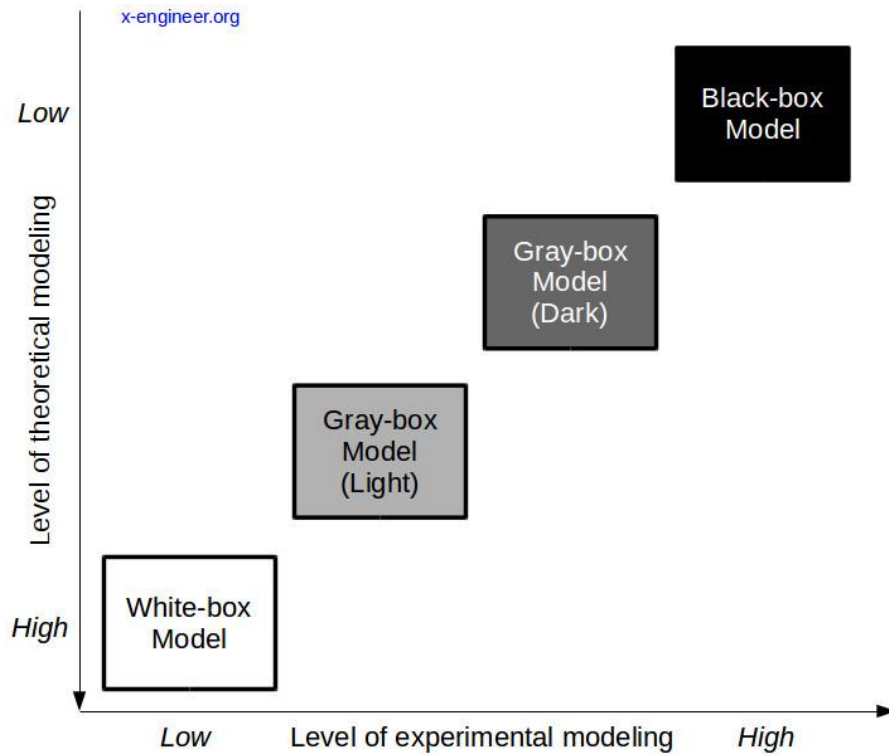 x-engineer.org
Low
Black-box
Model
Level of theoretical modeling
Gray-box
Model
(Dark)
Gray-box
Model
(Light)
White-box
Model
High
Low
Level of experimental modeling
High